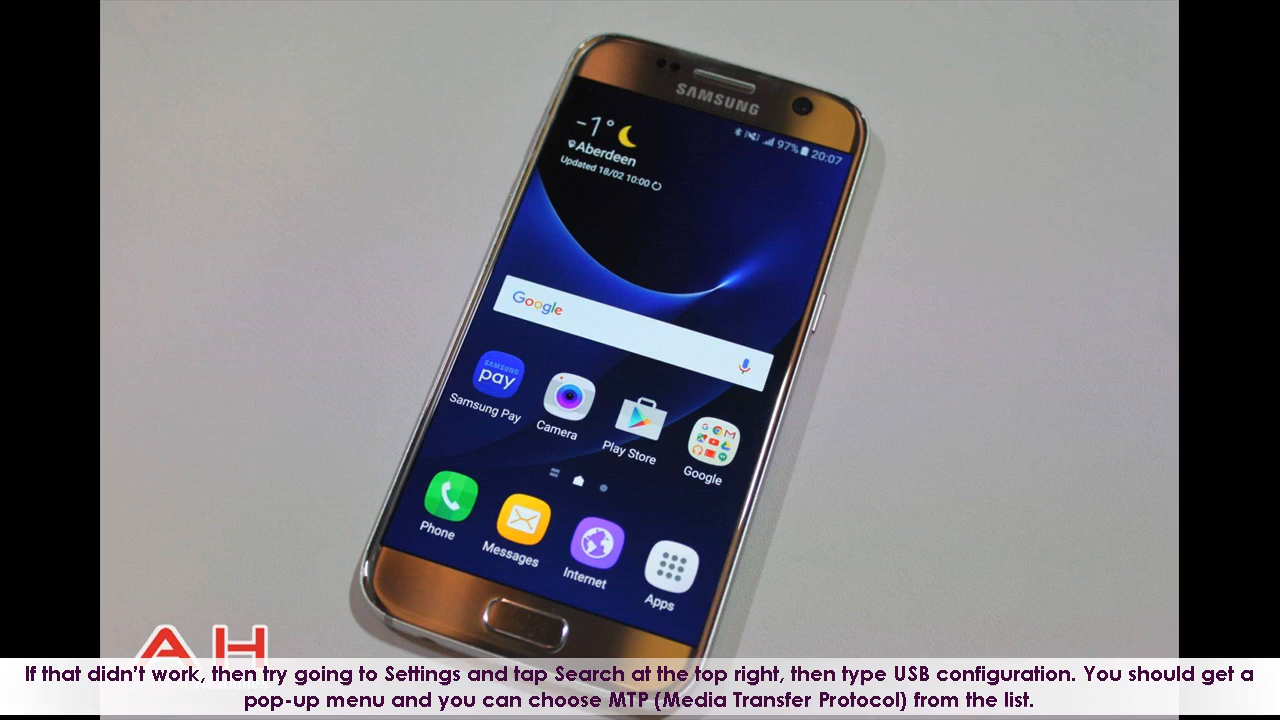 SAMSUNG
-1°
97% 20:07
Aberdeen
Updated 18/02 10:00
Google
SAMSUNG
pay
Samsung Pay
Camera
Play Store
Google
Phone
Messages
Internet
Apps
AH
If that didn't work, then try going to Settings and tap Search at the top right, then type USB configuration. You should get a
pop-up menu and you can choose MTP (Media Transfer Protocol) from the list.